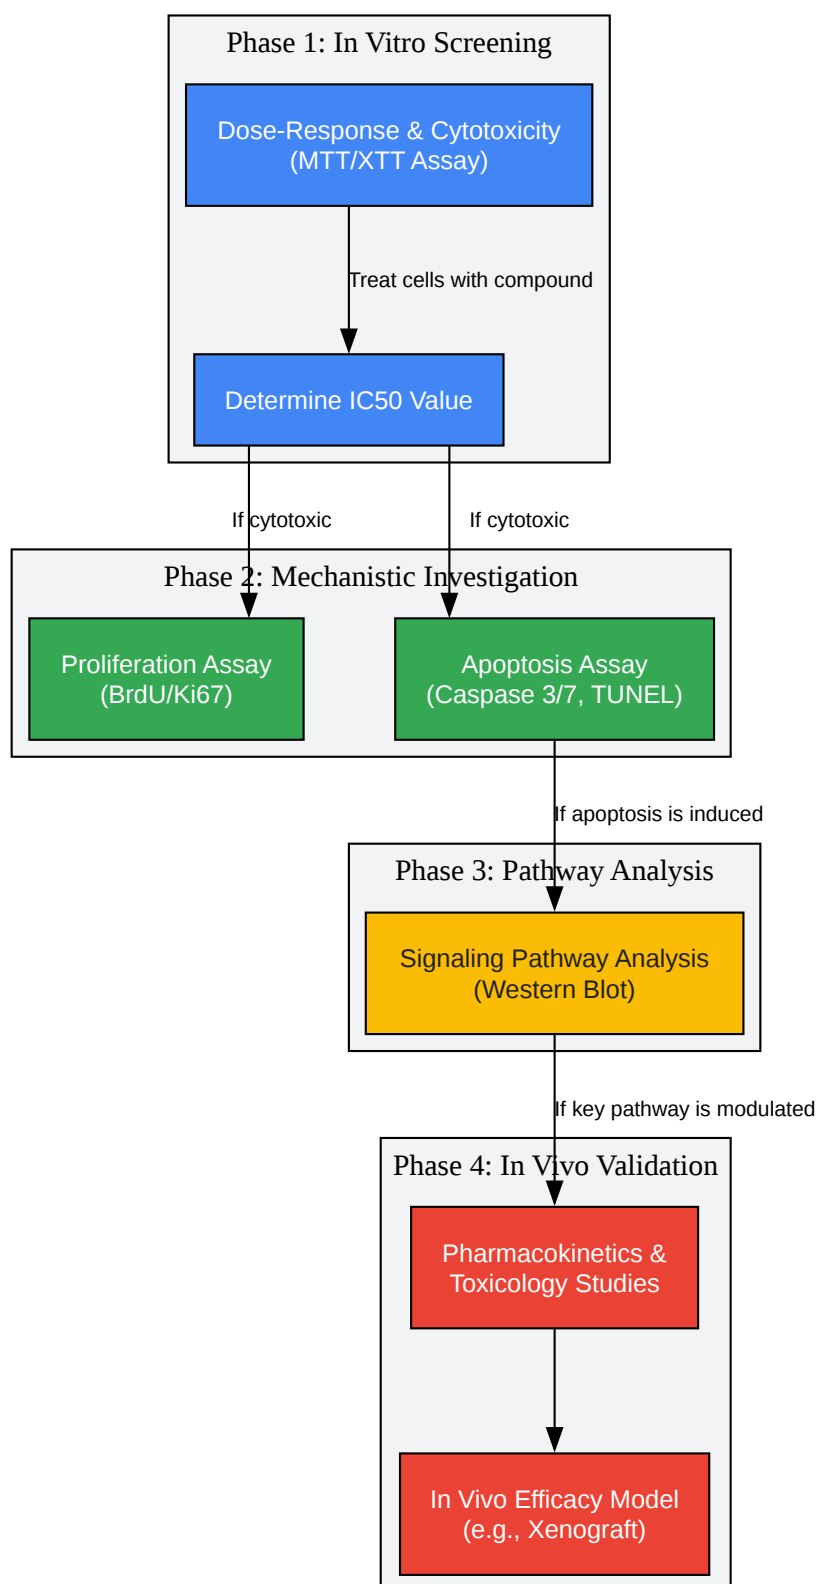 Phase 1: In Vitro Screening
Dose-Response & Cytotoxicity
(MTT/XTT Assay)
Treat cells with compound
Determine IC50 Value
If cytotoxic
If cytotoxic
Phase 2: Mechanistic Investigation
Proliferation Assay
(BrdU/Ki67)
Apoptosis Assay
(Caspase 3/7, TUNEL)
If apoptosis is induced
Phase 3: Pathway Analysis
Signaling Pathway Analysis
(Western Blot)
If key pathway is modulated
Phase 4: In Vivo Validation
Pharmacokinetics &
Toxicology Studies
In Vivo Efficacy Model
(e.g., Xenograft)